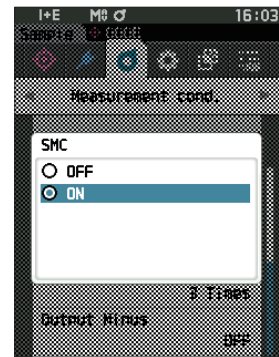 I+E M 16:03
Sample
Measurement cond.
SMC
OFF
ON
3 Times
Output Minus
OFF